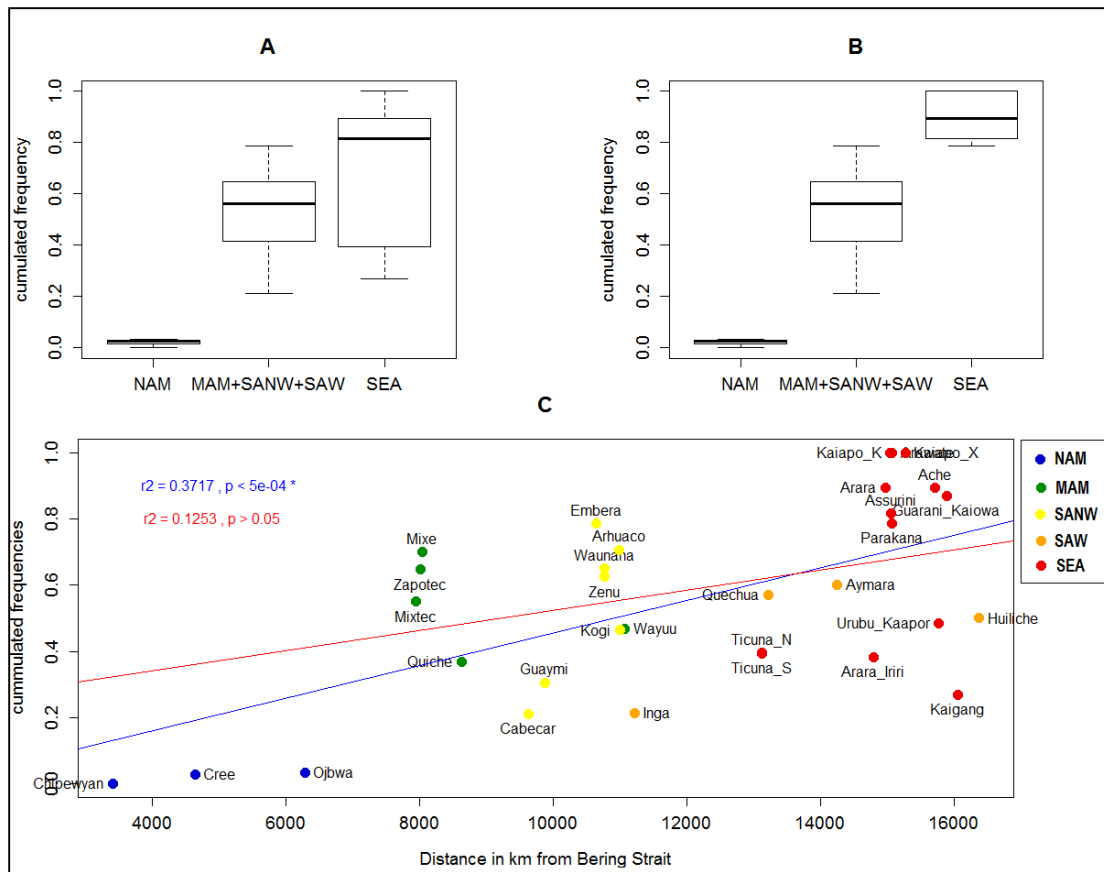 A
cumulated frequency
1.0
0.8
0.6
0.4
0.2
0.0
NAM MAM+SANW+SAW SEA
B
cumulated frequency
1.0
0.8
0.6
0.4
0.2
0.0
NAM MAM+SANW+SAW SEA
C
cummulated frequencies
1.0
0.8
0.6
0.4
0.2
0.0
r2 = 0.3717 , p < 5e-04 *
r2 = 0.1253 , p > 0.05
Kaiapo_K
Kaiapo_X
Ache
Arara
Assurini
Guarani_Kaiowa
Parakana
Embera
Arhuaco
Waunana
Zenu
Mixe
Zapotec
Mixtec
Quiche
Kogi
Wayuu
Guaymi
Cabecar
Inga
Quechua
Aymara
Urubu_Kaapor
Huiliche
Ticuna_N
Ticuna_S
Arara_Iriri
Kaigang
Chipewyan
Cree
Ojbwa
4000 6000 8000 10000 12000 14000 16000
Distance in km from Bering Strait
NAM
MAM
SANW
SAW
SEA